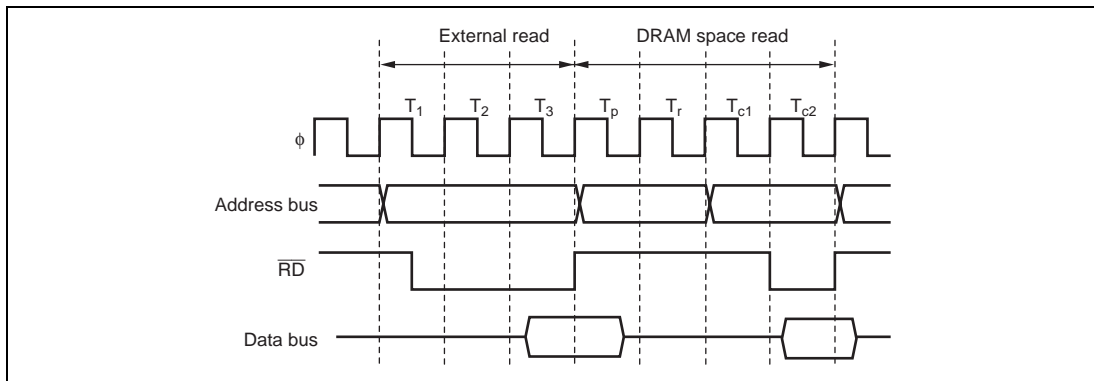 External read DRAM space read
T1 T2 T3 Tp Tr Tc1 Tc2
ϕ
Address bus
RD
Data bus